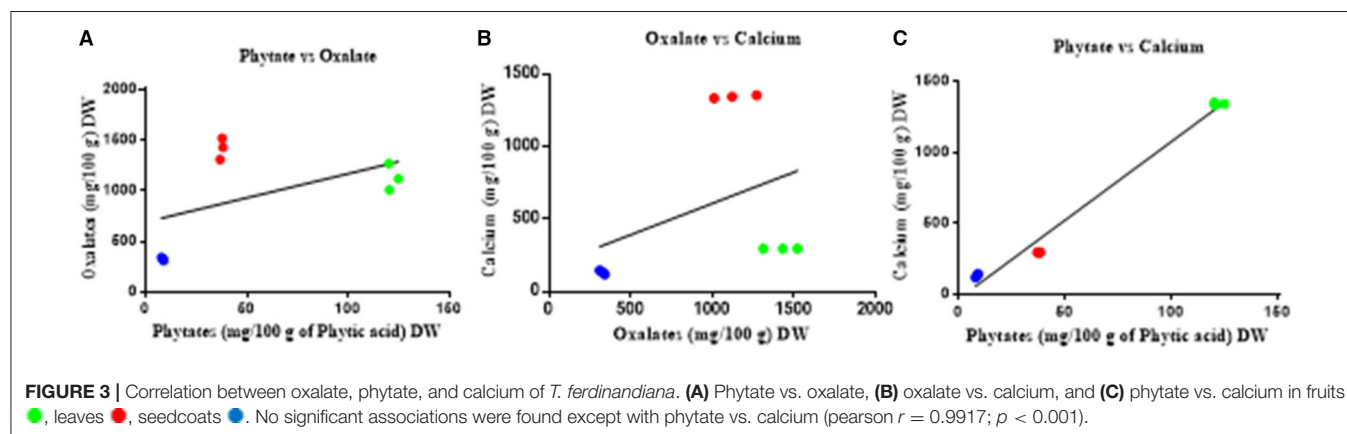 A
Phytate vs Oxalate
Oxalates (mg/100 g) DW
2000
1600
1000
500
0
0
60
100
160
Phytates (mg/100 g of Phytic acid) DW
B
Oxalate vs Calcium
Calcium (mg/100 g) DW
1500
1000
500
0
0
500
1000
1500
2000
Oxalates (mg/100 g) DW
C
Phytate vs Calcium
Calcium (mg/100 g) DW
1500
1000
500
0
0
50
100
150
Phytates (mg/100 g of Phytic acid) DW
FIGURE 3 | Correlation between oxalate, phytate, and calcium of T. ferdinandiana. (A) Phytate vs. oxalate, (B) oxalate vs. calcium, and (C) phytate vs. calcium in fruits
, leaves , seedcoats . No significant associations were found except with phytate vs. calcium (pearson r = 0.9917; p < 0.001).